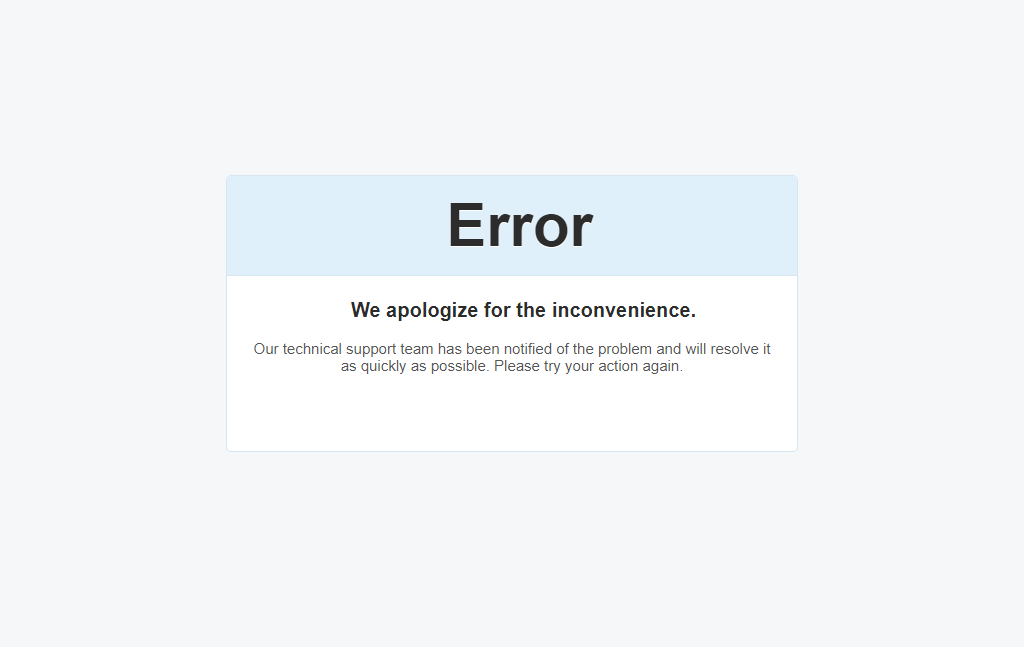 Error
We apologize for the inconvenience.
Our technical support team has been notified of the problem and will resolve it
as quickly as possible. Please try your action again.